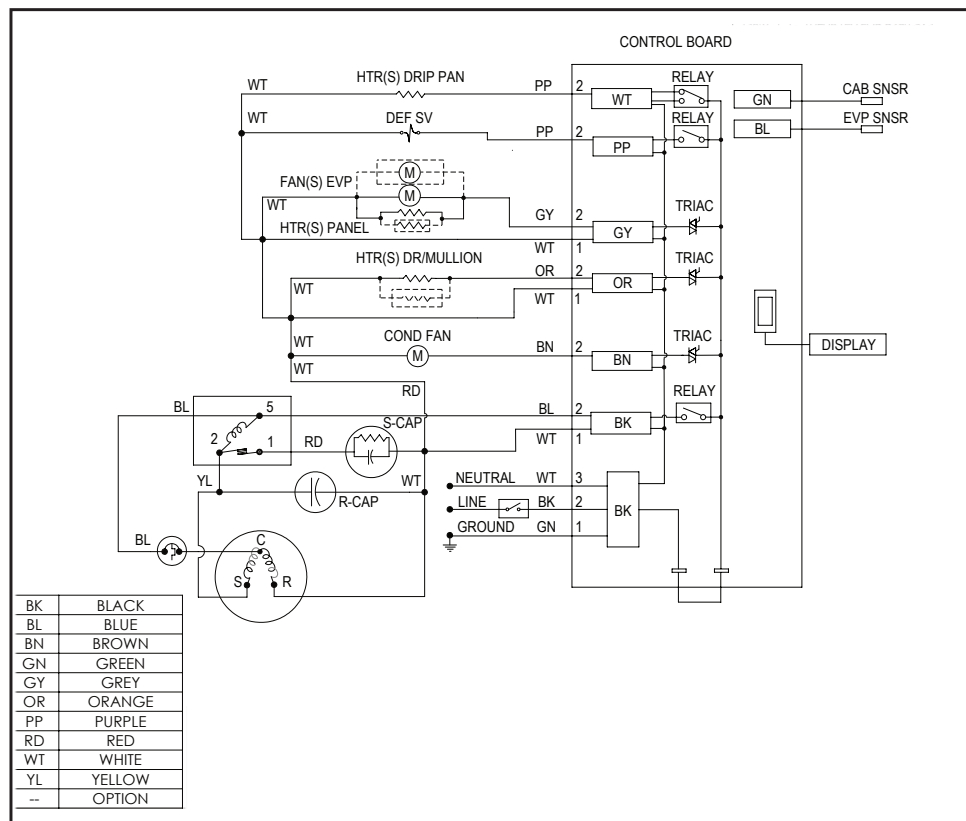 CONTROL BOARD
WT HTR(S) DRIP PAN PP 2 WT RELAY GN CAB SNSR
WT DEF SV PP 2 PP RELAY BL EVP SNSR
M
FAN(S) EVP M
WT GY 2 GY TRIAC
HTR(S) PANEL WT 1
HTR(S) DR/MULLION OR 2 OR TRIAC
WT WT 1
COND FAN
WT M BN 2 BN TRIAC DISPLAY
WT
RD RELAY
BL 5 BL 2 BK
S-CAP
2 1 RD WT 1
YL R-CAP WT
NEUTRAL WT 3
LINE BK 2 BK
GROUND GN 1
BL C
S R
BK BLACK
BL BLUE
BN BROWN
GN GREEN
GY GREY
OR ORANGE
PP PURPLE
RD RED
WT WHITE
YL YELLOW
-- OPTION